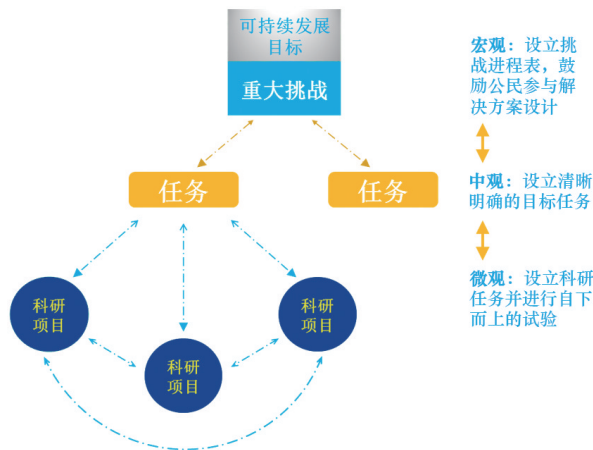 可持续发展
目标
重大挑战
任务
任务
科研
项目
科研
项目
科研
项目
宏观：设立挑
战进程表，鼓
励公民参与解
决方案设计
中观：设立清晰
明确的目标任务
微观：设立科研
任务并进行自下
而上的试验